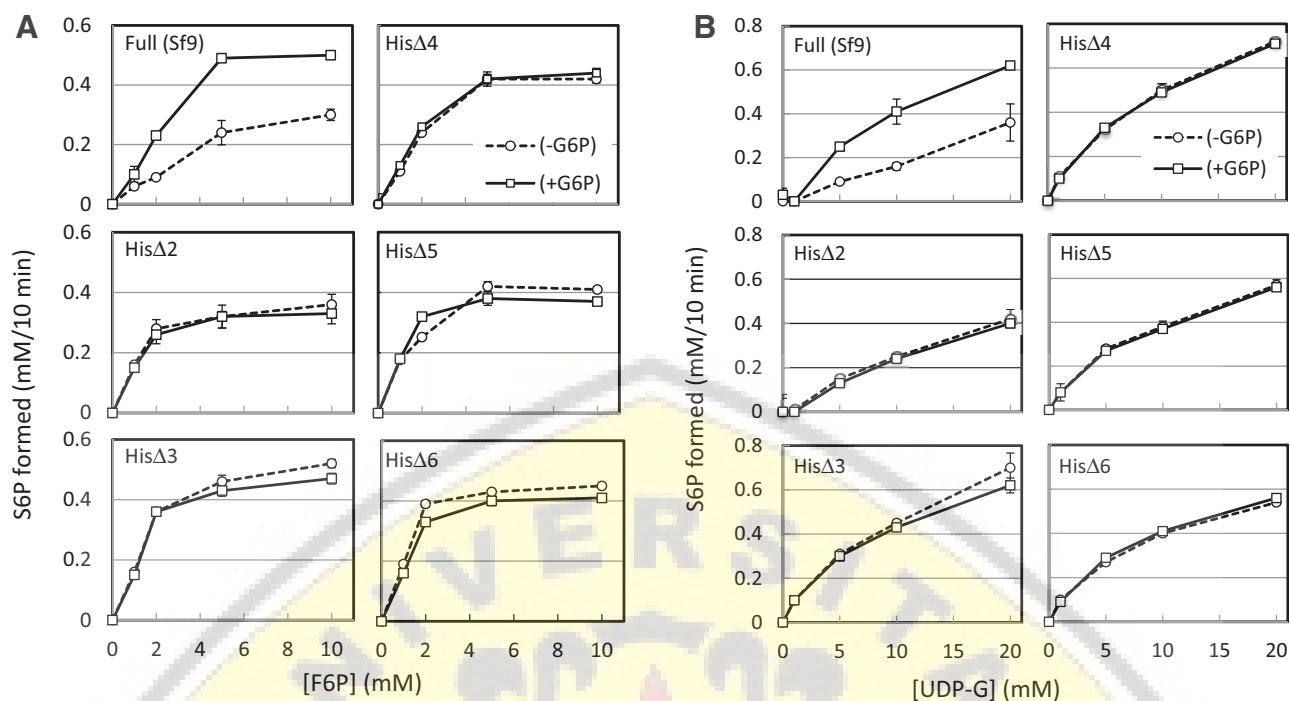 A
B
S6P formed (mM/10 min)
Full (Sf9)
0.6
0.4
0.2
0
HisΔ4
(-G6P)
(+G6P)
HisΔ2
0.6
0.4
0.2
0
HisΔ5
HisΔ3
0.6
0.4
0.2
0
0 2 4 6 8 10
HisΔ6
0 2 4 6 8 10
[F6P] (mM)
S6P formed (mM/10 min)
Full (Sf9)
0.8
0.6
0.4
0.2
0
HisΔ4
(-G6P)
(+G6P)
HisΔ2
0.8
0.6
0.4
0.2
0
HisΔ5
HisΔ3
0.8
0.6
0.4
0.2
0
0 5 10 15 20
HisΔ6
0 5 10 15 20
[UDP-G] (mM)